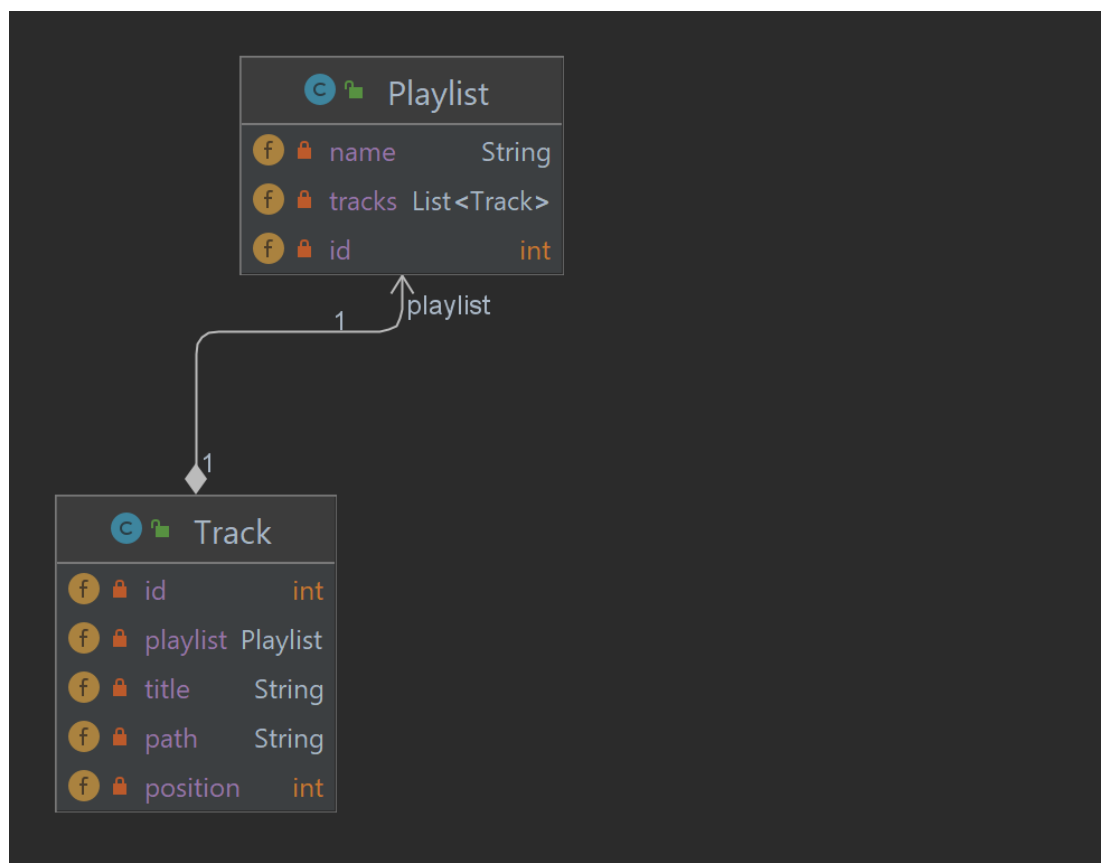 C Playlist
f name String
f tracks List<Track>
f id int
playlist
1
1
C Track
f id int
f playlist Playlist
f title String
f path String
f position int